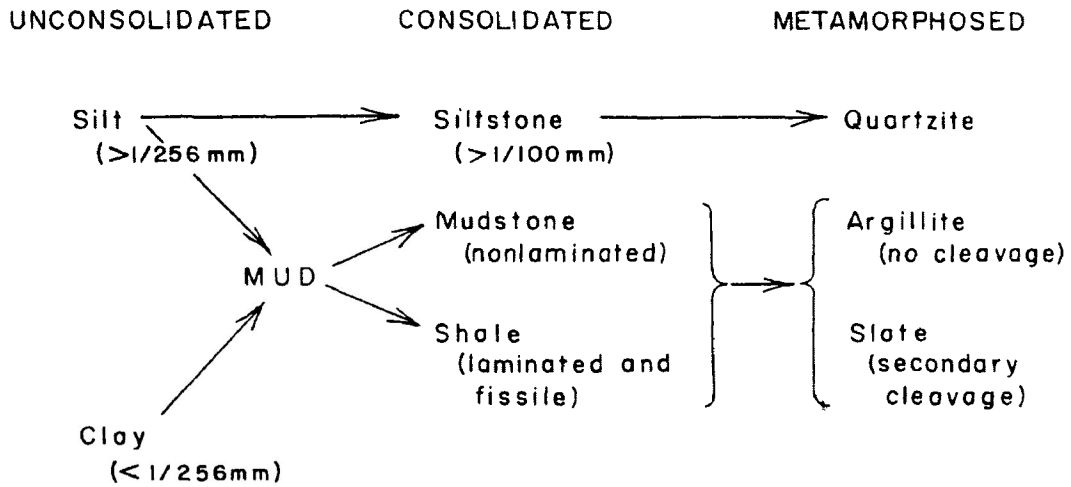 UNCONSOLIDATED CONSOLIDATED METAMORPHOSED
Silt Siltstone Quartzite
(>1/256 mm) (>1/100 mm)
Mudstone Argillite
(nonlaminated) (no cleavage)
MUD
Shale Slate
(laminated and (secondary
fissile) cleavage)
Clay
(<1/256mm)